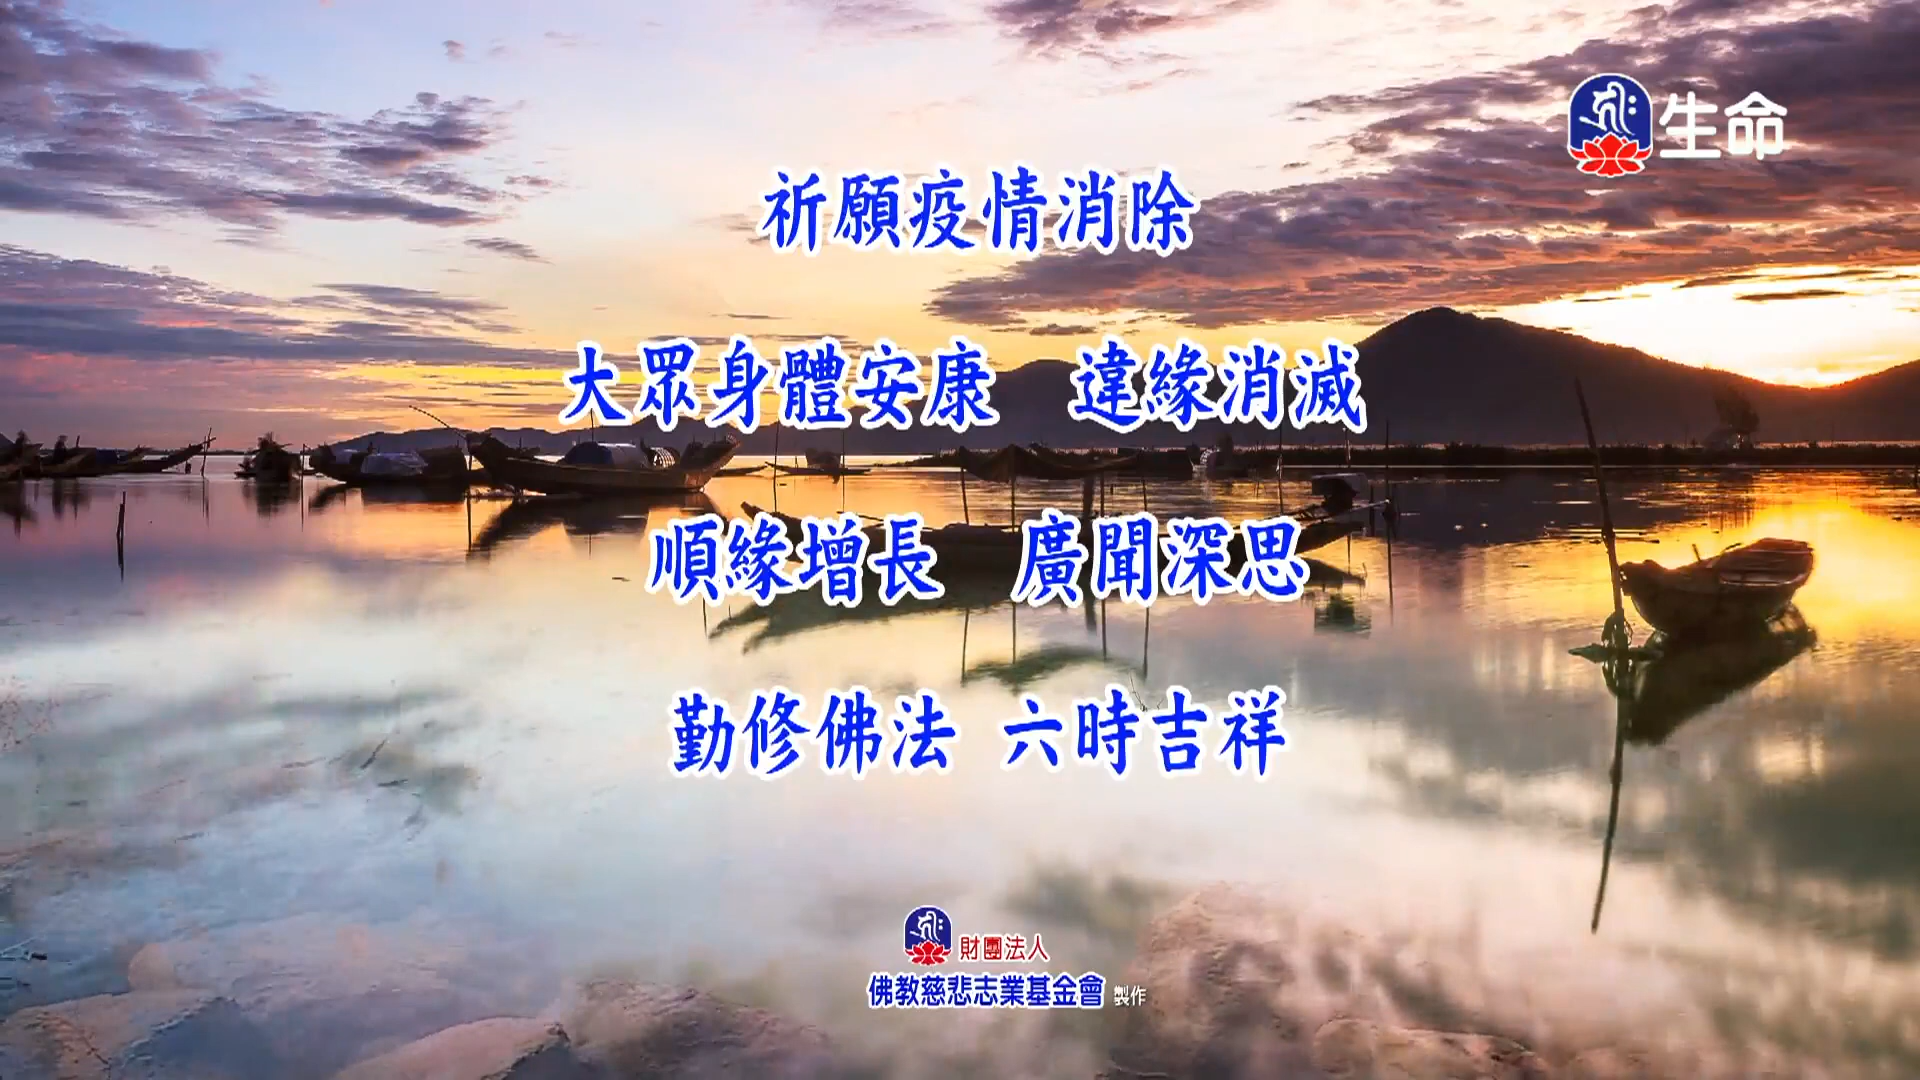 生命
祈願疫情消除
大眾身體安康　違緣消滅
順緣增長　廣聞深思
勤修佛法 六時吉祥
財團法人
佛教慈悲志業基金會 製作